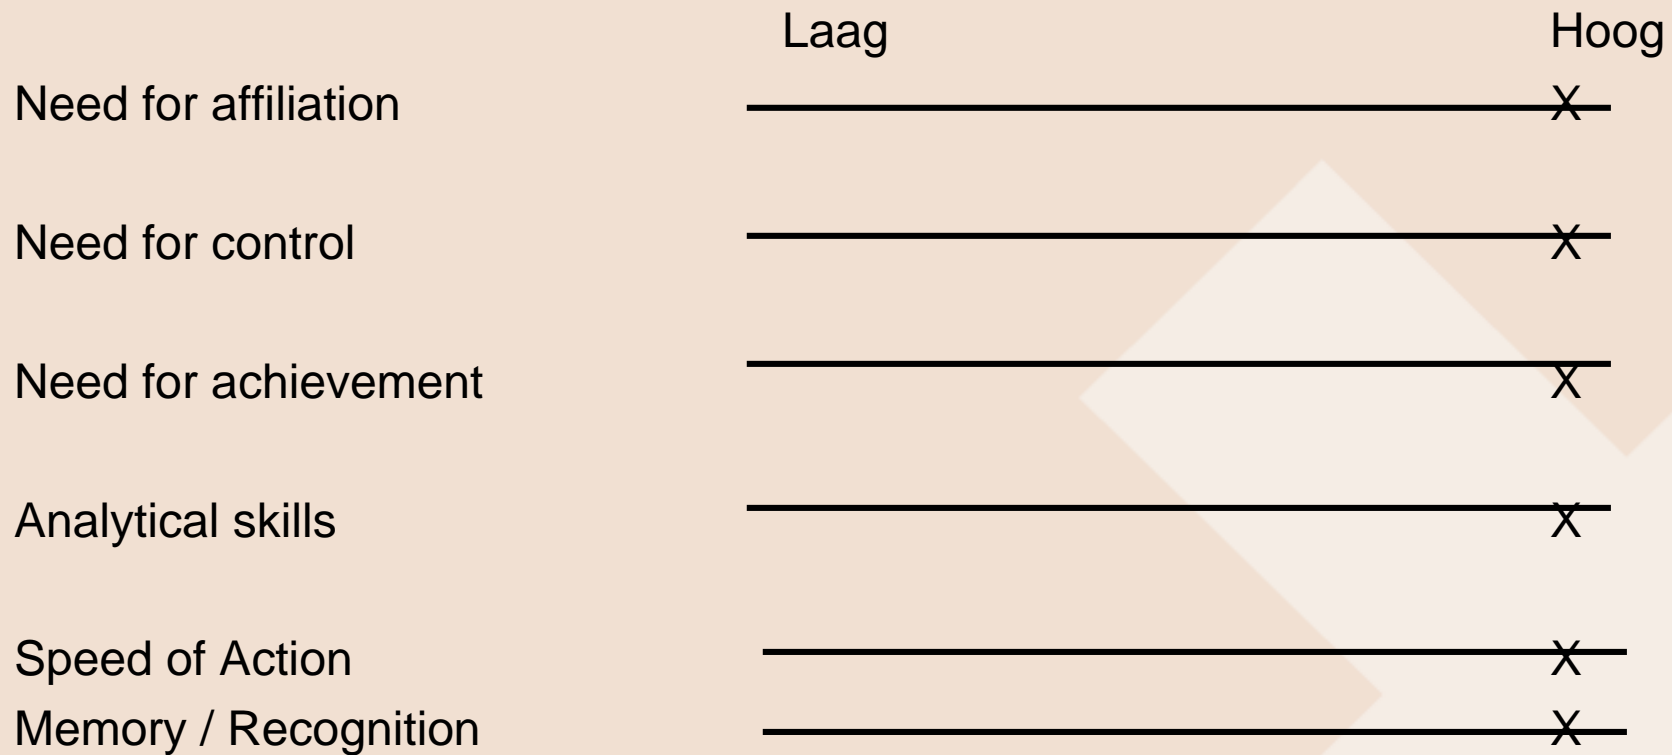 Laag Hoog
Need for affiliation X
Need for control X
Need for achievement X
Analytical skills X
Speed of Action X
Memory / Recognition X